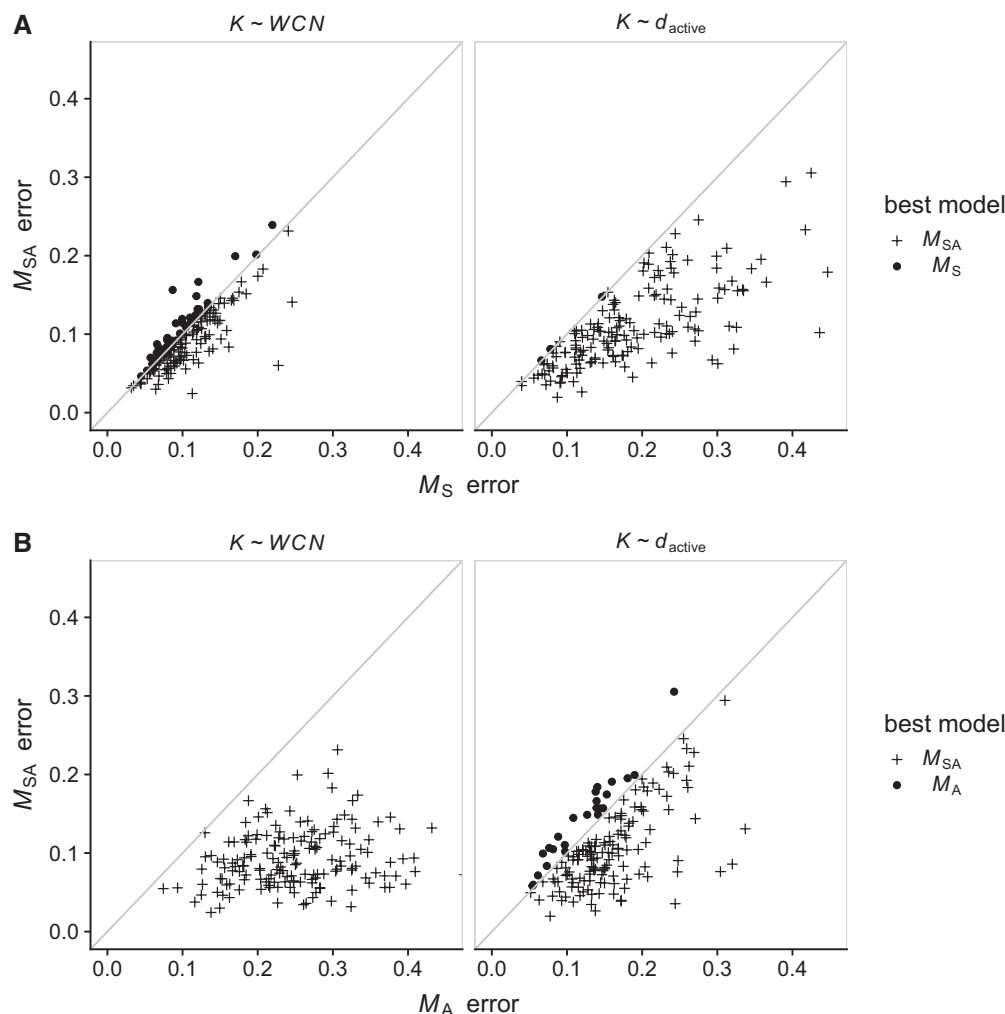 A
K ~ WCN
K ~ d_active
0.4
0.3
0.2
0.1
0.0
M_SA error
0.0 0.1 0.2 0.3 0.4
0.0 0.1 0.2 0.3 0.4
M_S error
best model
+ M_SA
● M_S
B
K ~ WCN
K ~ d_active
0.4
0.3
0.2
0.1
0.0
M_SA error
0.0 0.1 0.2 0.3 0.4
0.0 0.1 0.2 0.3 0.4
M_A error
best model
+ M_SA
● M_A